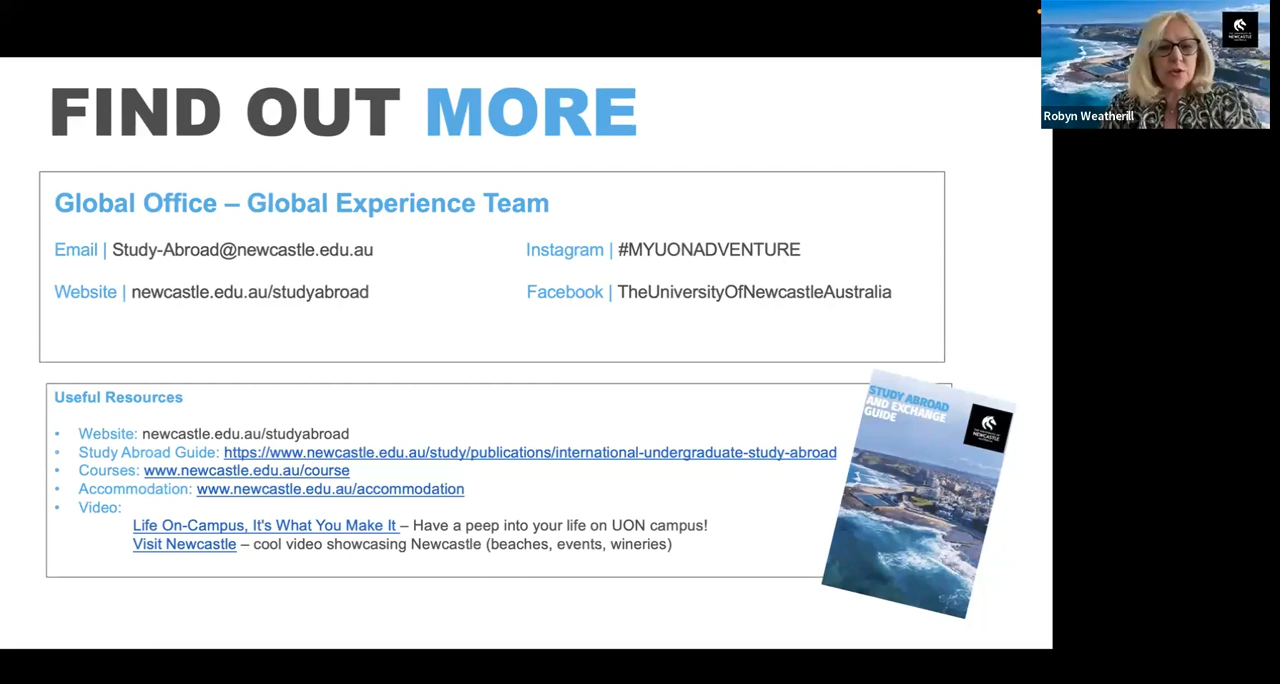 FIND OUT MORE
Global Office – Global Experience Team
Email | Study-Abroad@newcastle.edu.au
Instagram | #MYUONADVENTURE
Website | newcastle.edu.au/studyabroad
Facebook | TheUniversityOfNewcastleAustralia
Useful Resources
• Website: newcastle.edu.au/studyabroad
• Study Abroad Guide: https://www.newcastle.edu.au/study/publications/international-undergraduate-study-abroad
• Courses: www.newcastle.edu.au/course
• Accommodation: www.newcastle.edu.au/accommodation
• Video:
Life On-Campus, It's What You Make It – Have a peep into your life on UON campus!
Visit Newcastle – cool video showcasing Newcastle (beaches, events, wineries)
STUDY ABROAD
AND EXCHANGE
GUIDE
NEWCASTLE
NEWCASTLE
Robyn Weatherill